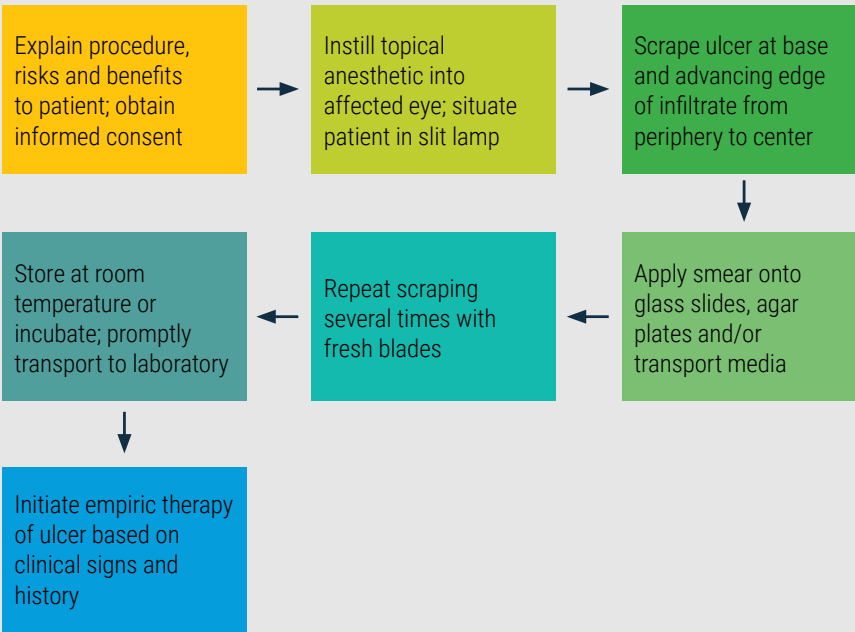 Explain procedure,
risks and benefits
to patient; obtain
informed consent
Instill topical
anesthetic into
affected eye; situate
patient in slit lamp
Scrape ulcer at base
and advancing edge
of infiltrate from
periphery to center
Apply smear onto
glass slides, agar
plates and/or
transport media
Repeat scraping
several times with
fresh blades
Store at room
temperature or
incubate; promptly
transport to laboratory
Initiate empiric therapy
of ulcer based on
clinical signs and
history